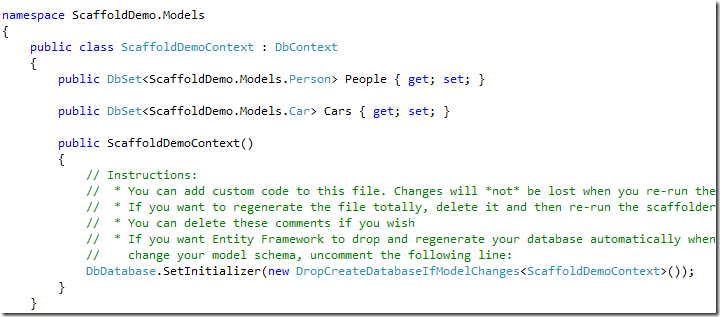 namespace ScaffoldDemo.Models
{
    public class ScaffoldDemoContext : DbContext
    {
        public DbSet<ScaffoldDemo.Models.Person> People { get; set; }

        public DbSet<ScaffoldDemo.Models.Car> Cars { get; set; }

        public ScaffoldDemoContext()
        {
            // Instructions:
            //  * You can add custom code to this file. Changes will *not* be lost when you re-run the
            //  * If you want to regenerate the file totally, delete it and then re-run the scaffolder
            //  * You can delete these comments if you wish
            //  * If you want Entity Framework to drop and regenerate your database automatically when
            //    change your model schema, uncomment the following line:
            DbDatabase.SetInitializer(new DropCreateDatabaseIfModelChanges<ScaffoldDemoContext>());
        }
    }